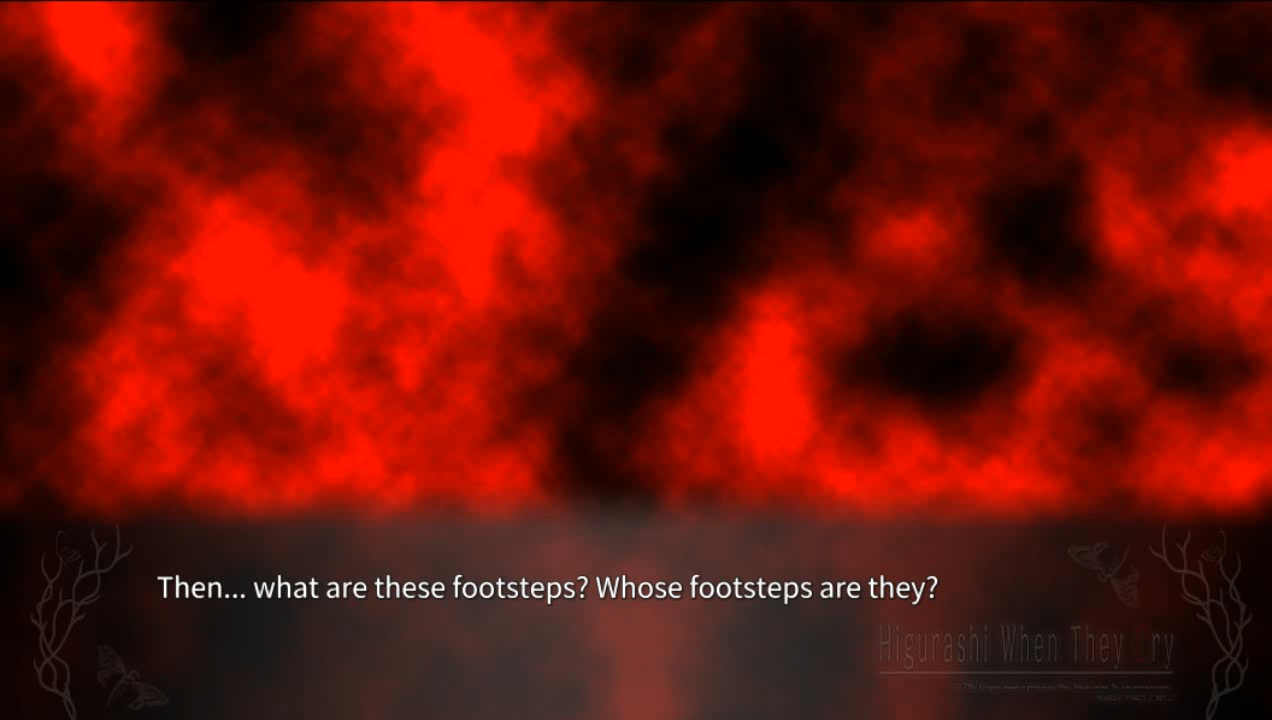 Then... what are these footsteps? Whose footsteps are they?
Higurashi When They Cry